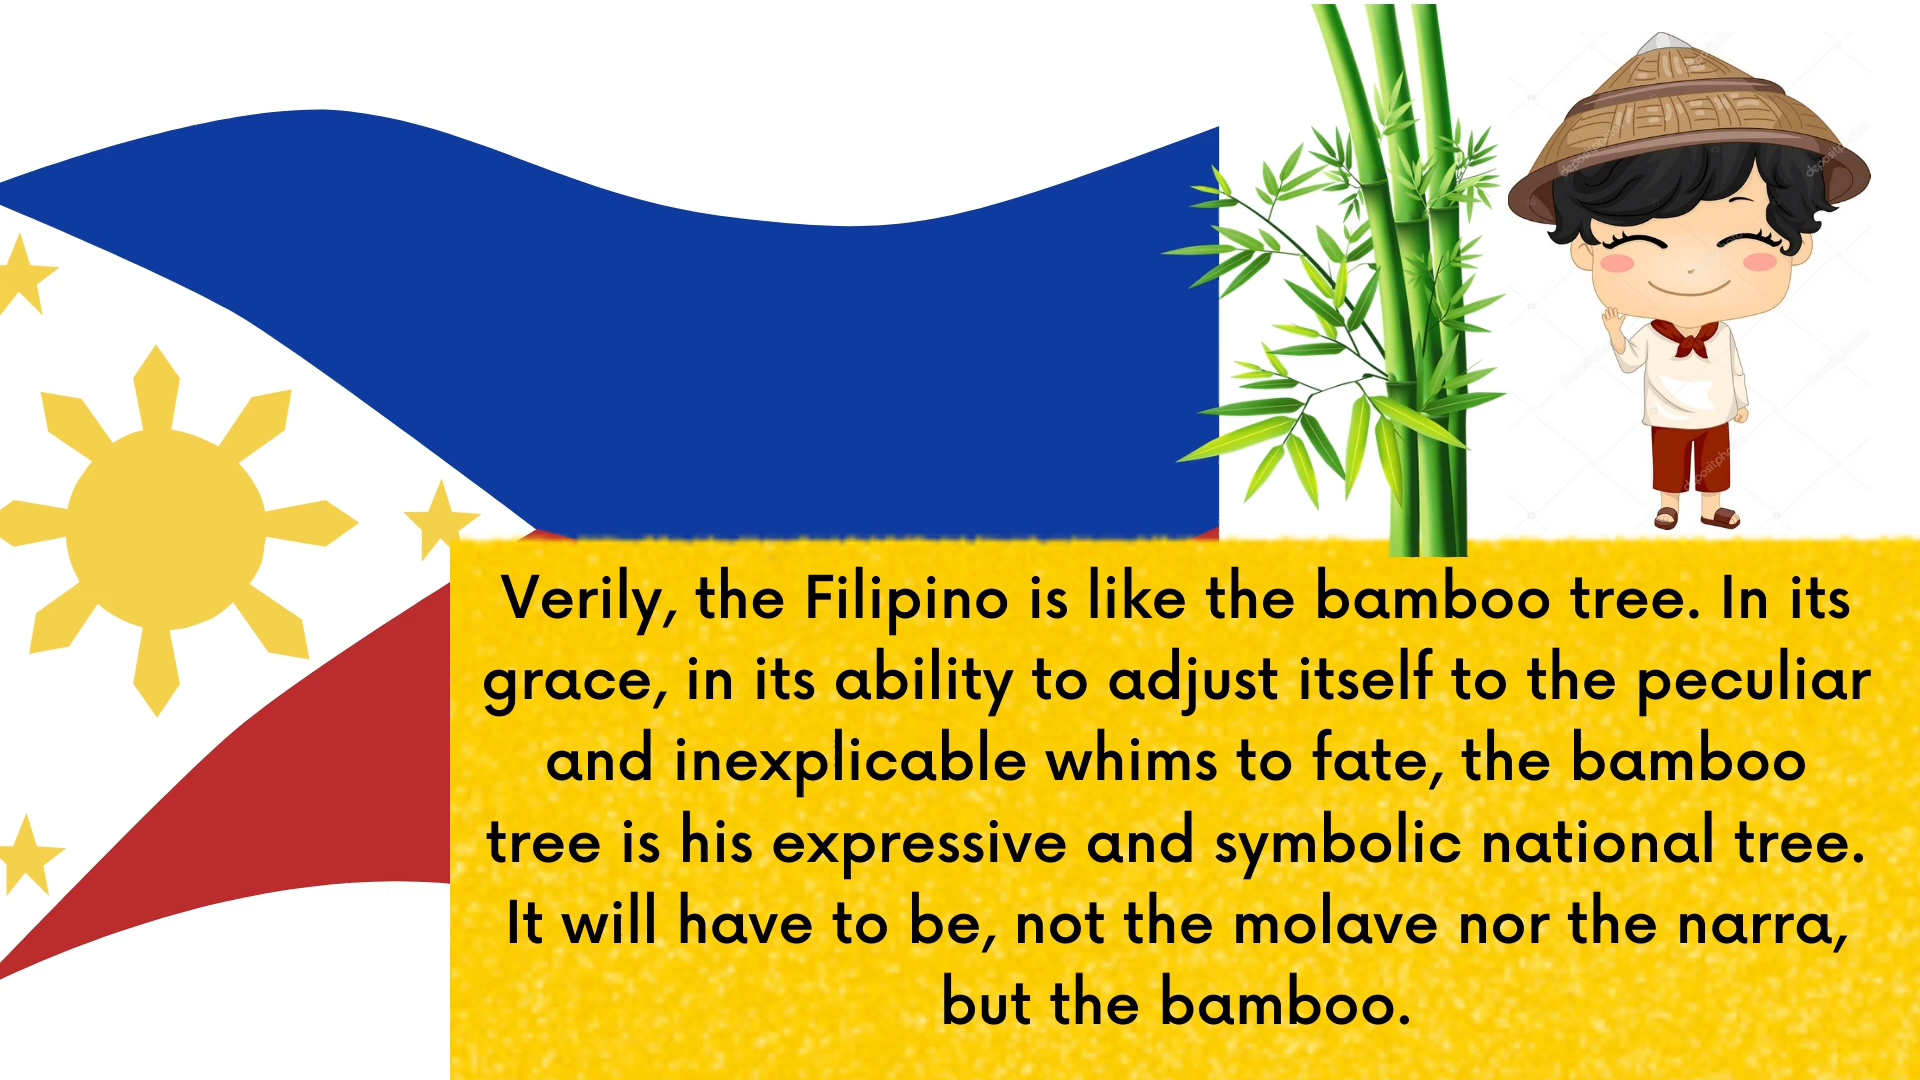 Verily, the Filipino is like the bamboo tree. In its
grace, in its ability to adjust itself to the peculiar
and inexplicable whims to fate, the bamboo
tree is his expressive and symbolic national tree.
It will have to be, not the molave nor the narra,
but the bamboo.